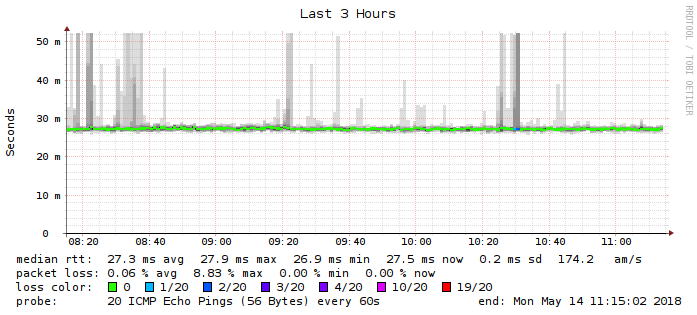 Last 3 Hours
RRDTOOL / TOBI OETIKER
Seconds
50 m
40 m
30 m
20 m
10 m
0
08:20 08:40 09:00 09:20 09:40 10:00 10:20 10:40 11:00
median rtt: 27.3 ms avg 27.9 ms max 26.9 ms min 27.5 ms now 0.2 ms sd 174.2 am/s
packet loss: 0.06 % avg 8.83 % max 0.00 % min 0.00 % now
loss color: 0 1/20 2/20 3/20 4/20 10/20 19/20
probe: 20 ICMP Echo Pings (56 Bytes) every 60s end: Mon May 14 11:15:02 2018